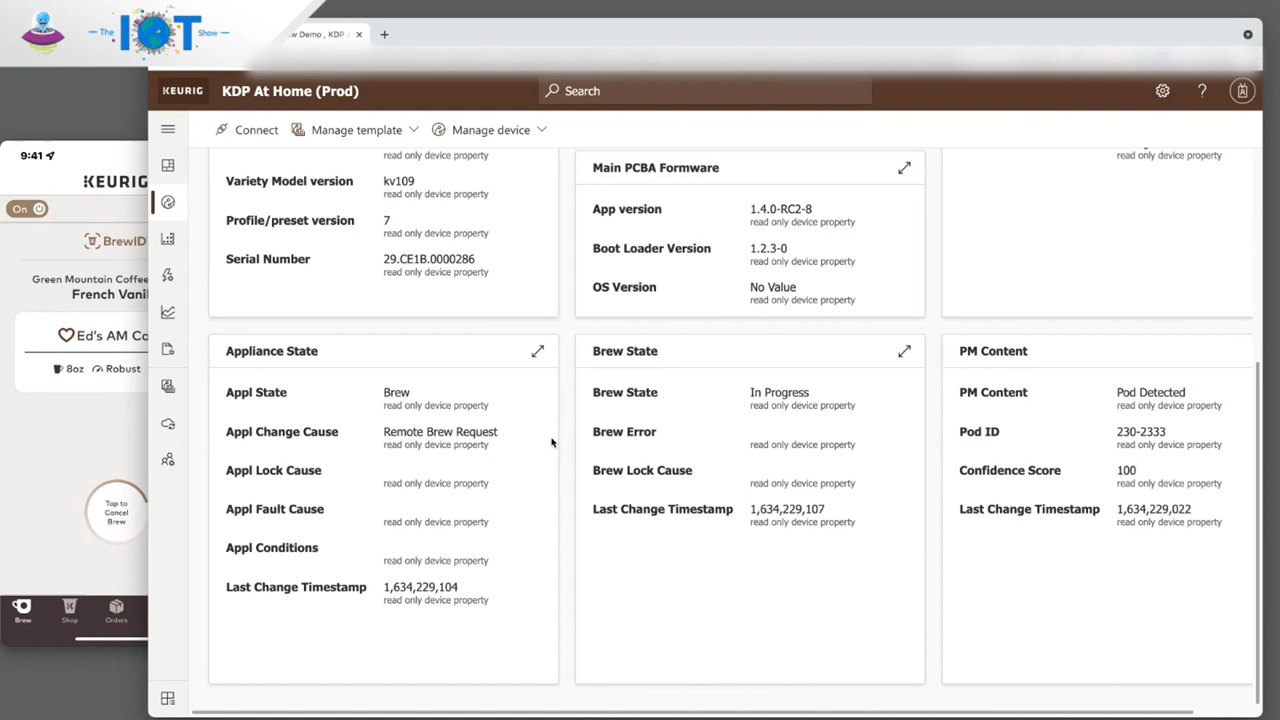 The
IOT
Show
w Demo , KDP
KEURIG
KDP At Home (Prod)
Search
Connect
Manage template
Manage device
9:41
KEURIG
On
BrewID
Green Mountain Coffee
French Vani
Ed's AM Co
8oz
Robust
Tap to
Cancel
Brew
Brew
Shop
Orders
read only device property
Variety Model version
kv109
read only device property
Profile/preset version
7
read only device property
Serial Number
29.CE1B.0000286
read only device property
Main PCBA Formware
App version
1.4.0-RC2-8
read only device property
Boot Loader Version
1.2.3-0
read only device property
OS Version
No Value
read only device property
read only device property
Appliance State
Appl State
Brew
read only device property
Appl Change Cause
Remote Brew Request
read only device property
Appl Lock Cause
read only device property
Appl Fault Cause
read only device property
Appl Conditions
read only device property
Last Change Timestamp
1,634,229,104
read only device property
Brew State
Brew State
In Progress
read only device property
Brew Error
read only device property
Brew Lock Cause
read only device property
Last Change Timestamp
1,634,229,107
read only device property
PM Content
PM Content
Pod Detected
read only device property
Pod ID
230-2333
read only device property
Confidence Score
100
read only device property
Last Change Timestamp
1,634,229,022
read only device property